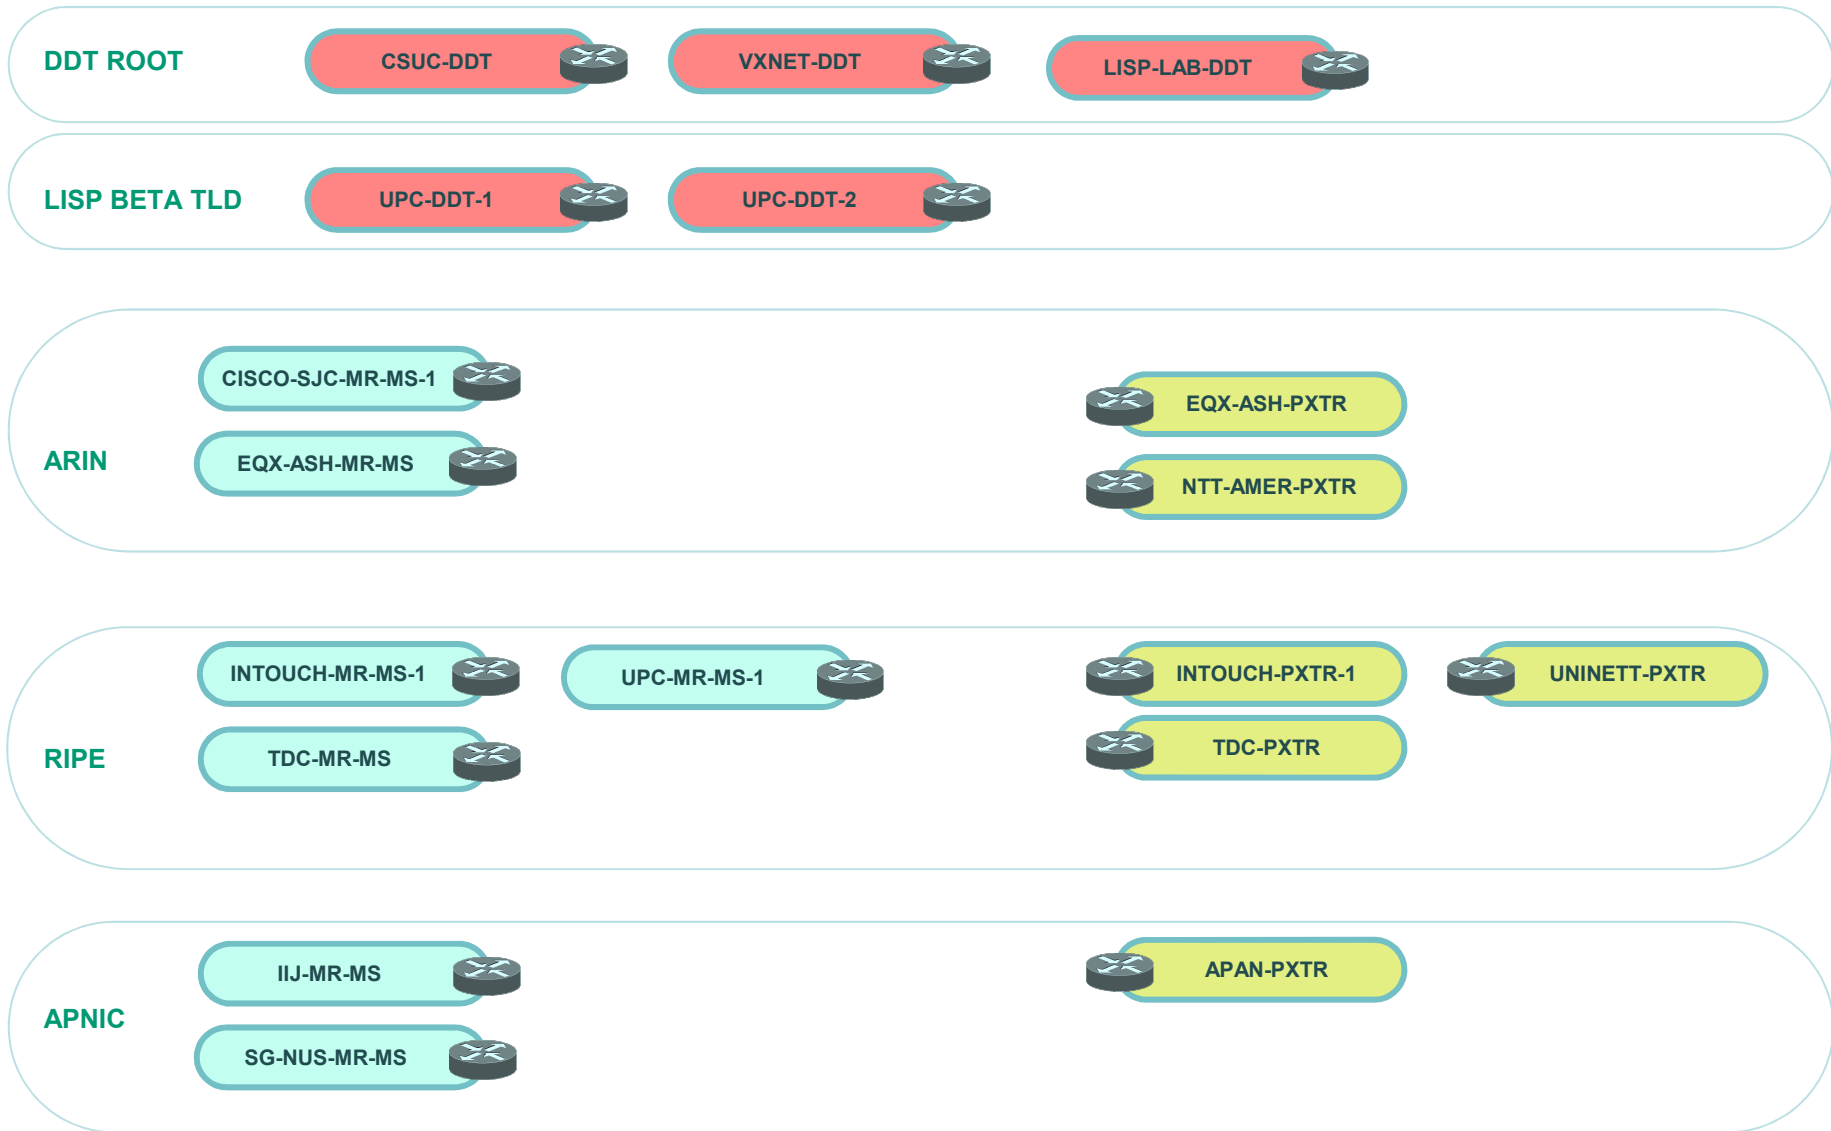 DDT ROOT
CSUC-DDT
VXNET-DDT
LISP-LAB-DDT
LISP BETA TLD
UPC-DDT-1
UPC-DDT-2
ARIN
CISCO-SJC-MR-MS-1
EQX-ASH-MR-MS
EQX-ASH-PXTR
NTT-AMER-PXTR
RIPE
INTOUCH-MR-MS-1
UPC-MR-MS-1
INTOUCH-PXTR-1
UNINETT-PXTR
TDC-MR-MS
TDC-PXTR
APNIC
IIJ-MR-MS
APAN-PXTR
SG-NUS-MR-MS